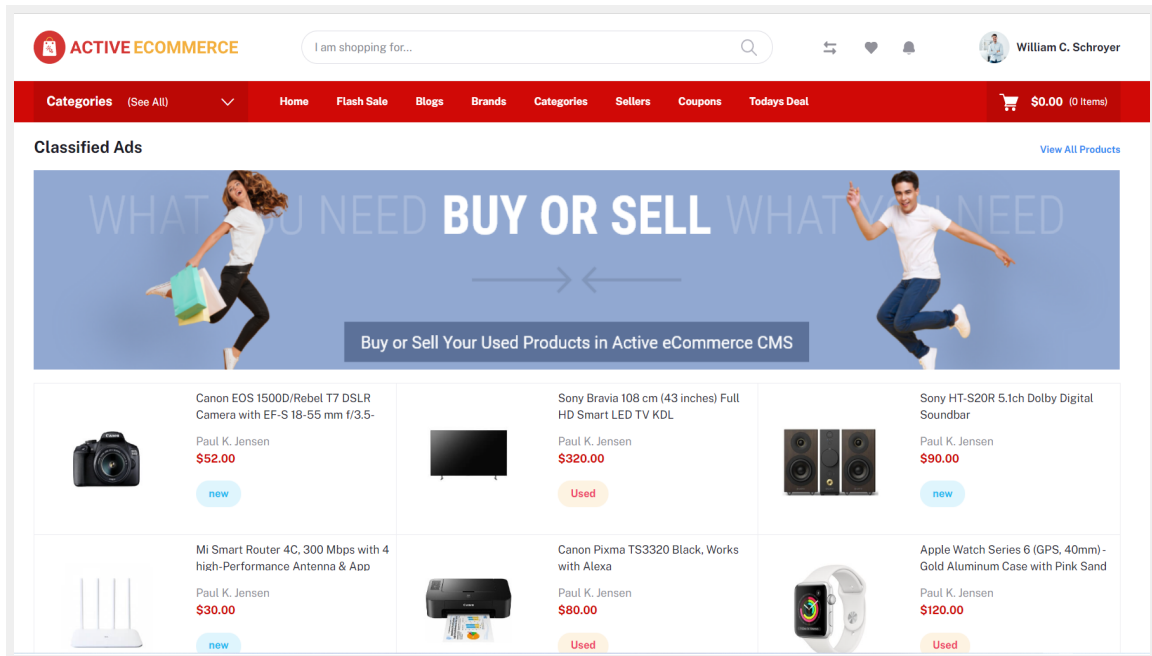 ACTIVE ECOMMERCE
I am shopping for...
William C. Schroyer
Categories (See All)
Home Flash Sale Blogs Brands Categories Sellers Coupons Todays Deal
$0.00 (0 Items)
Classified Ads
View All Products
WHAT YOU NEED BUY OR SELL WHAT YOU NEED
Buy or Sell Your Used Products in Active eCommerce CMS
Canon EOS 1500D/Rebel T7 DSLR
Camera with EF-S 18-55 mm f/3.5-
Paul K. Jensen
$52.00
new
Sony Bravia 108 cm (43 inches) Full
HD Smart LED TV KDL
Paul K. Jensen
$320.00
Used
Sony HT-S20R 5.1ch Dolby Digital
Soundbar
Paul K. Jensen
$90.00
new
Mi Smart Router 4C, 300 Mbps with 4
high-Performance Antenna & App
Paul K. Jensen
$30.00
new
Canon Pixma TS3320 Black, Works
with Alexa
Paul K. Jensen
$80.00
Used
Apple Watch Series 6 (GPS, 40mm) -
Gold Aluminum Case with Pink Sand
Paul K. Jensen
$120.00
Used